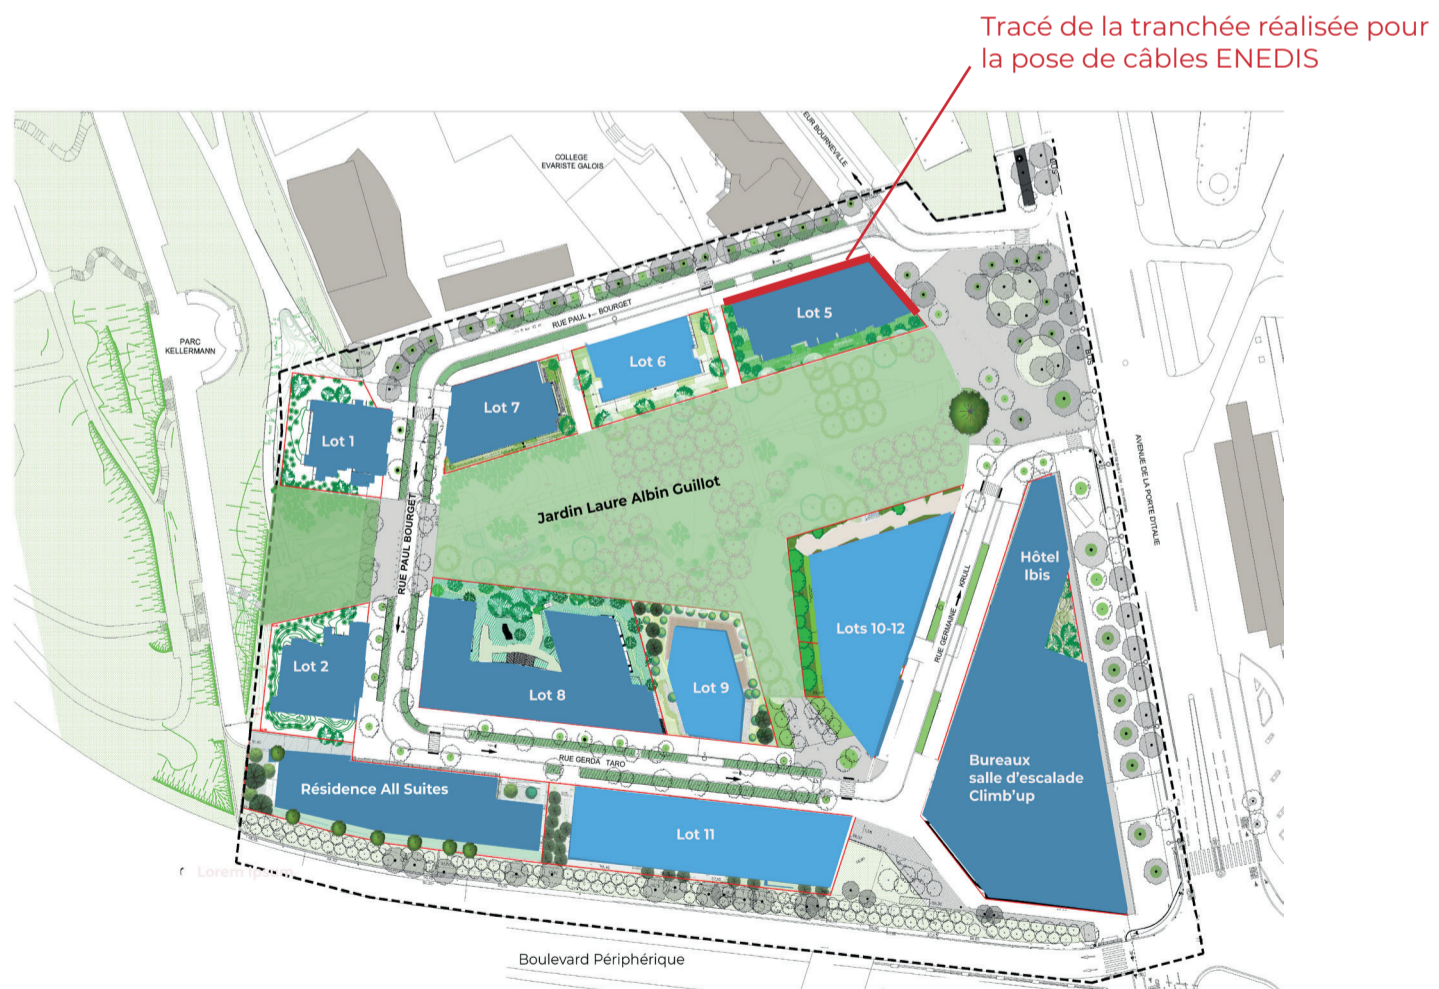 Tracé de la tranchée réalisée pour
la pose de câbles ENEDIS
EUR BOURNEVILLE
COLLEGE
EVARISTE GALOIS
BUS
PARC
KELLERMANN
RUE PAUL BOURGET
Lot 5
Lot 6
Lot 7
Lot 1
BUS
AVENUE DE LA PORTE D'ITALIE
Jardin Laure Albin Guillot
RUE PAUL BOURGET
Hôtel
Ibis
RUE GERMAINE KRULL
Lots 10-12
Lot 2
Lot 8
Lot 9
RUE GERDA TARO
Résidence All Suites
Bureaux
salle d'escalade
Climb'up
Lot 11
Boulevard Périphérique